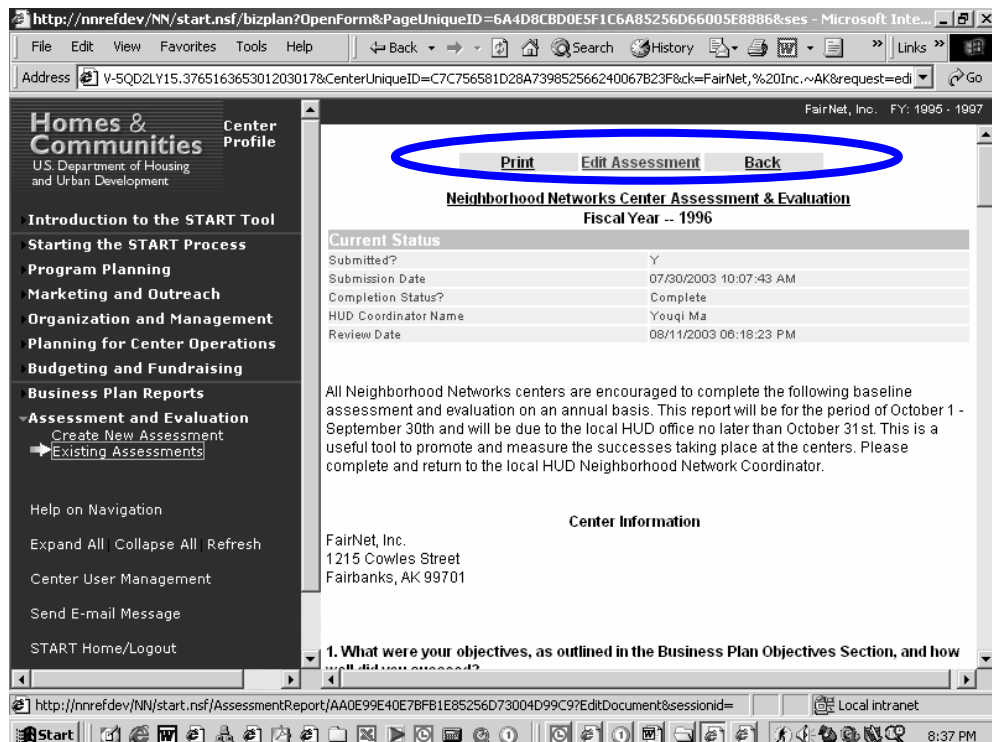 http://nnrefdev/NN/start.nsf/bizplan?OpenForm&PageUniqueID=6A4D8CBD0E5F1C6A85256D66005E8886&ses - Microsoft Inte...
File Edit View Favorites Tools Help
Back Search History Links »
Address V-5QD2LY15.376516365301203017&CenterUniqueID=C7C756581D28A739852566240067B23F&ck=FairNet,%20Inc.~AK&request=edi Go
FairNet, Inc. FY: 1995 - 1997
Homes &
Communities
U.S. Department of Housing
and Urban Development
Center
Profile
Introduction to the START Tool
Starting the START Process
Program Planning
Marketing and Outreach
Organization and Management
Planning for Center Operations
Budgeting and Fundraising
Business Plan Reports
Assessment and Evaluation
Create New Assessment
Existing Assessments
Help on Navigation
Expand All | Collapse All | Refresh
Center User Management
Send E-mail Message
START Home/Logout
Print Edit Assessment Back
Neighborhood Networks Center Assessment & Evaluation
Fiscal Year -- 1996
Current Status
Submitted? Y
Submission Date 07/30/2003 10:07:43 AM
Completion Status? Complete
HUD Coordinator Name Youqi Ma
Review Date 08/11/2003 06:18:23 PM
All Neighborhood Networks centers are encouraged to complete the following baseline
assessment and evaluation on an annual basis. This report will be for the period of October 1 -
September 30th and will be due to the local HUD office no later than October 31st. This is a
useful tool to promote and measure the successes taking place at the centers. Please
complete and return to the local HUD Neighborhood Network Coordinator.
Center Information
FairNet, Inc.
1215 Cowles Street
Fairbanks, AK 99701
1. What were your objectives, as outlined in the Business Plan Objectives Section, and how
well did you succeed?
http://nnrefdev/NN/start.nsf/AssessmentReport/AA0E99E40E7BFB1E85256D73004D99C9?EditDocument&sessionid= Local intranet
Start 8:37 PM